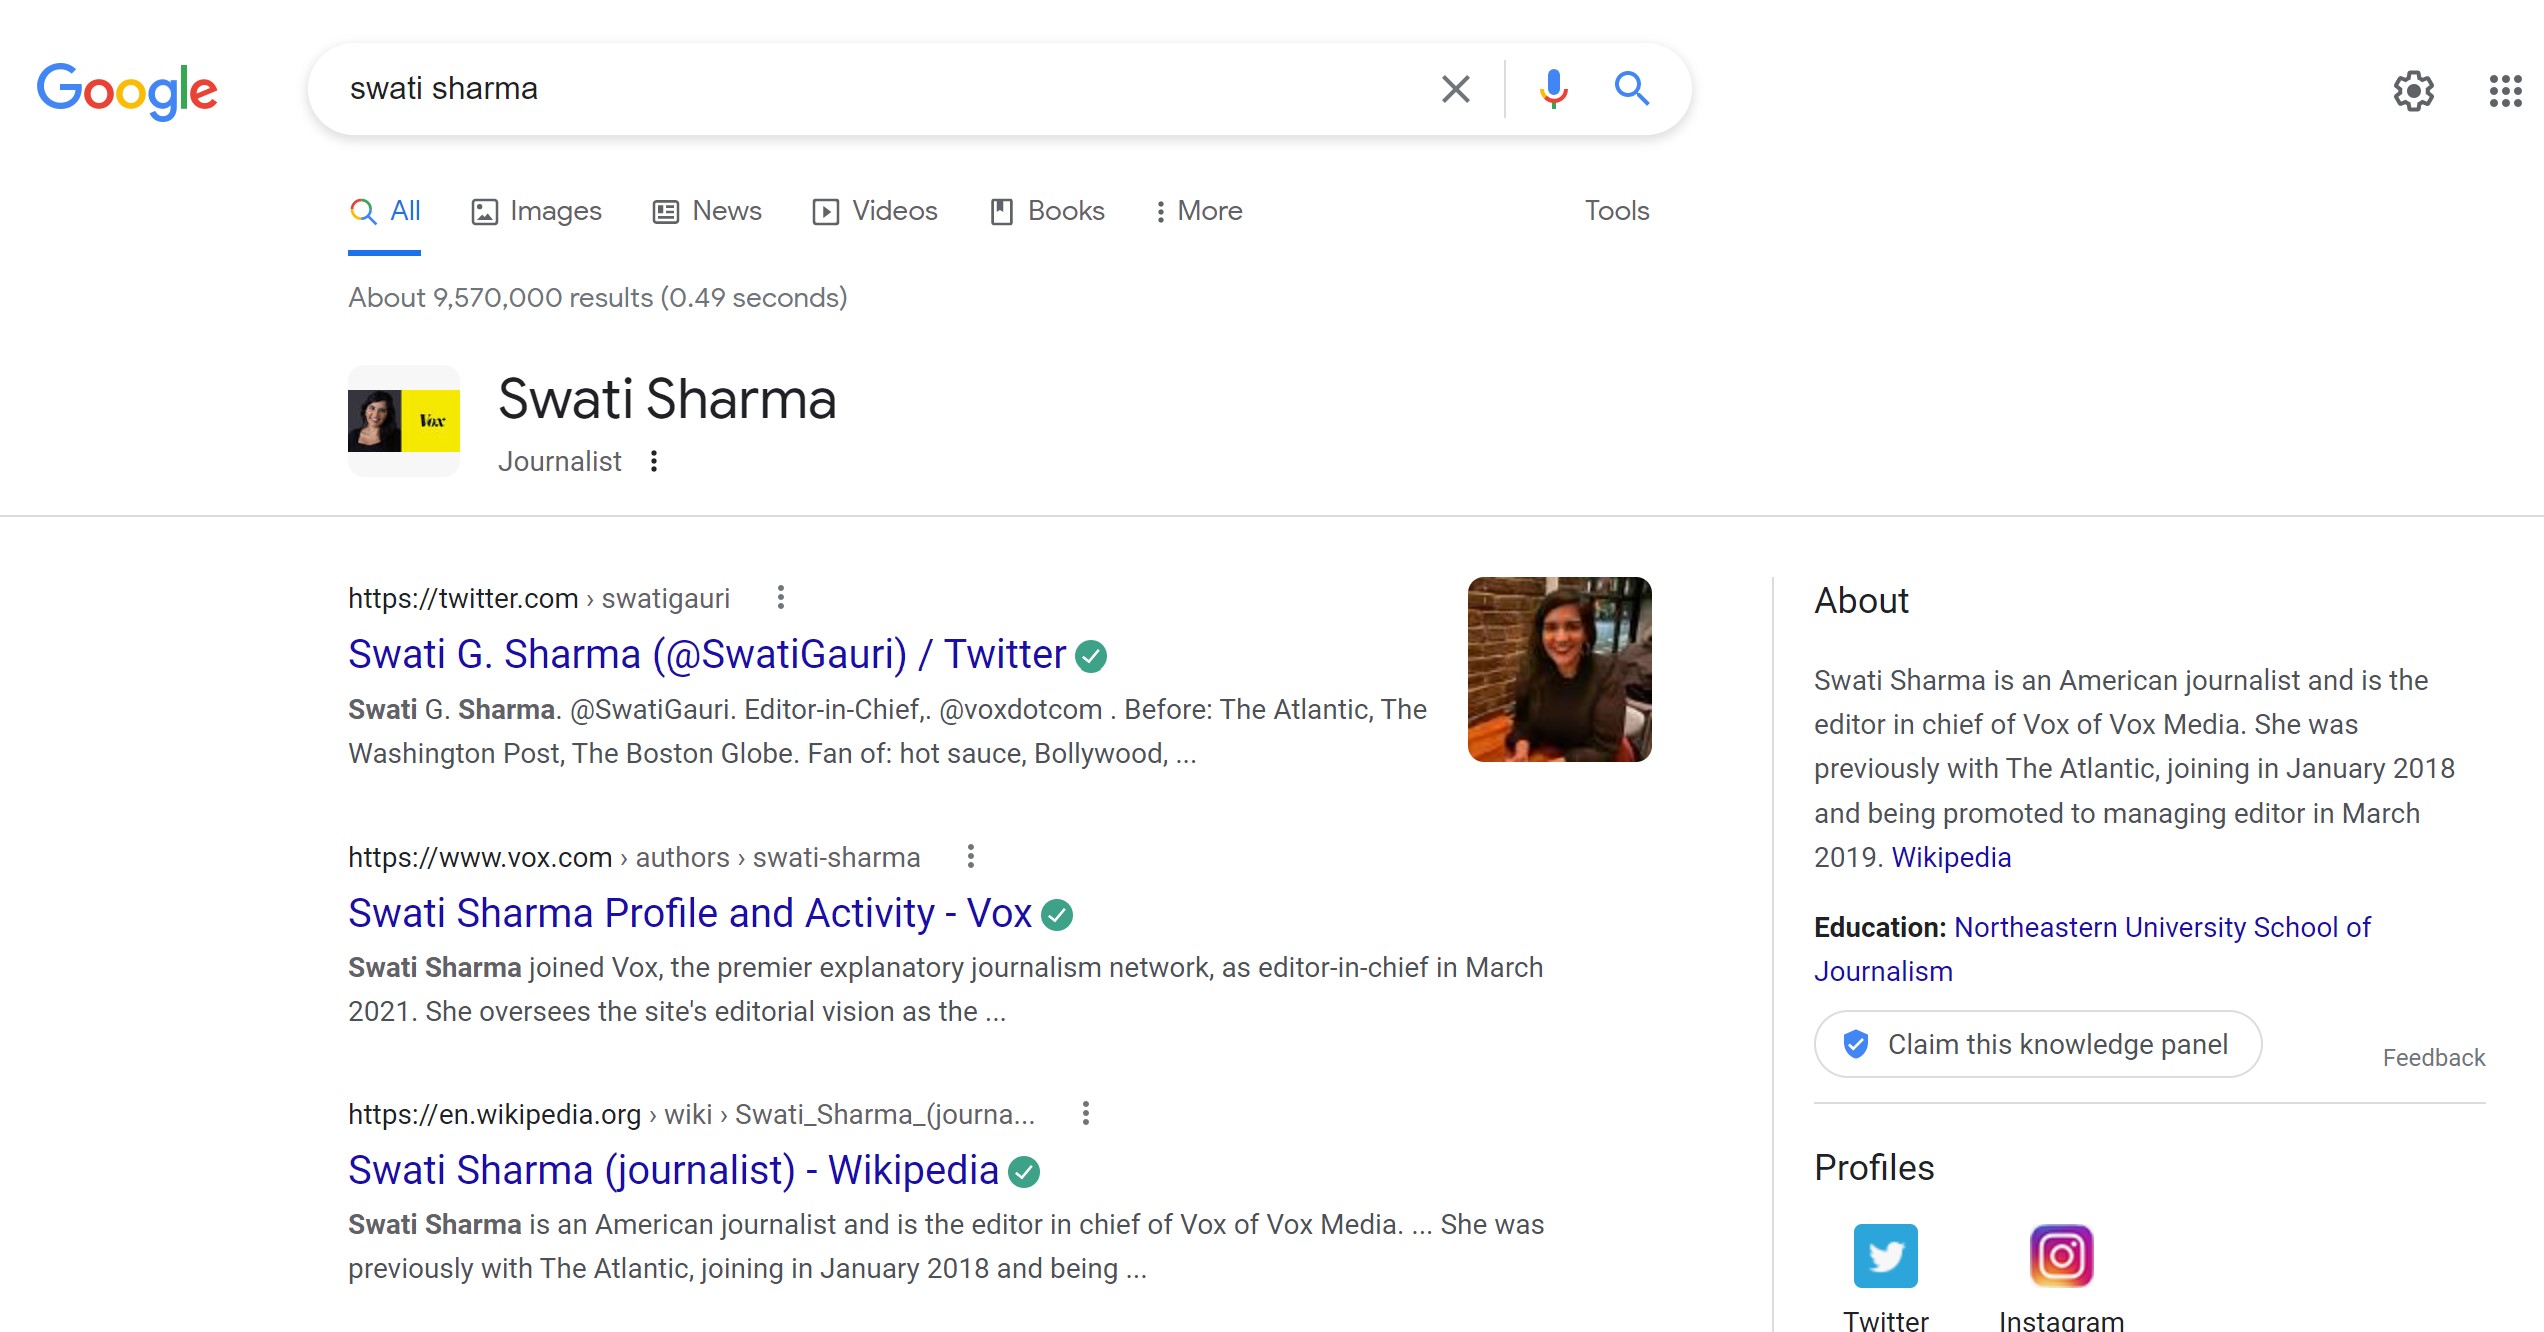 Google
swati sharma
All Images News Videos Books More Tools
About 9,570,000 results (0.49 seconds)
Vox
Swati Sharma
Journalist
https://twitter.com › swatigauri
Swati G. Sharma (@SwatiGauri) / Twitter
Swati G. Sharma. @SwatiGauri. Editor-in-Chief,. @voxdotcom . Before: The Atlantic, The
Washington Post, The Boston Globe. Fan of: hot sauce, Bollywood, ...
https://www.vox.com › authors › swati-sharma
Swati Sharma Profile and Activity - Vox
Swati Sharma joined Vox, the premier explanatory journalism network, as editor-in-chief in March
2021. She oversees the site's editorial vision as the ...
https://en.wikipedia.org › wiki › Swati_Sharma_(journa...
Swati Sharma (journalist) - Wikipedia
Swati Sharma is an American journalist and is the editor in chief of Vox of Vox Media. ... She was
previously with The Atlantic, joining in January 2018 and being ...
About
Swati Sharma is an American journalist and is the
editor in chief of Vox of Vox Media. She was
previously with The Atlantic, joining in January 2018
and being promoted to managing editor in March
2019. Wikipedia
Education: Northeastern University School of
Journalism
Claim this knowledge panel
Feedback
Profiles
Twitter Instagram